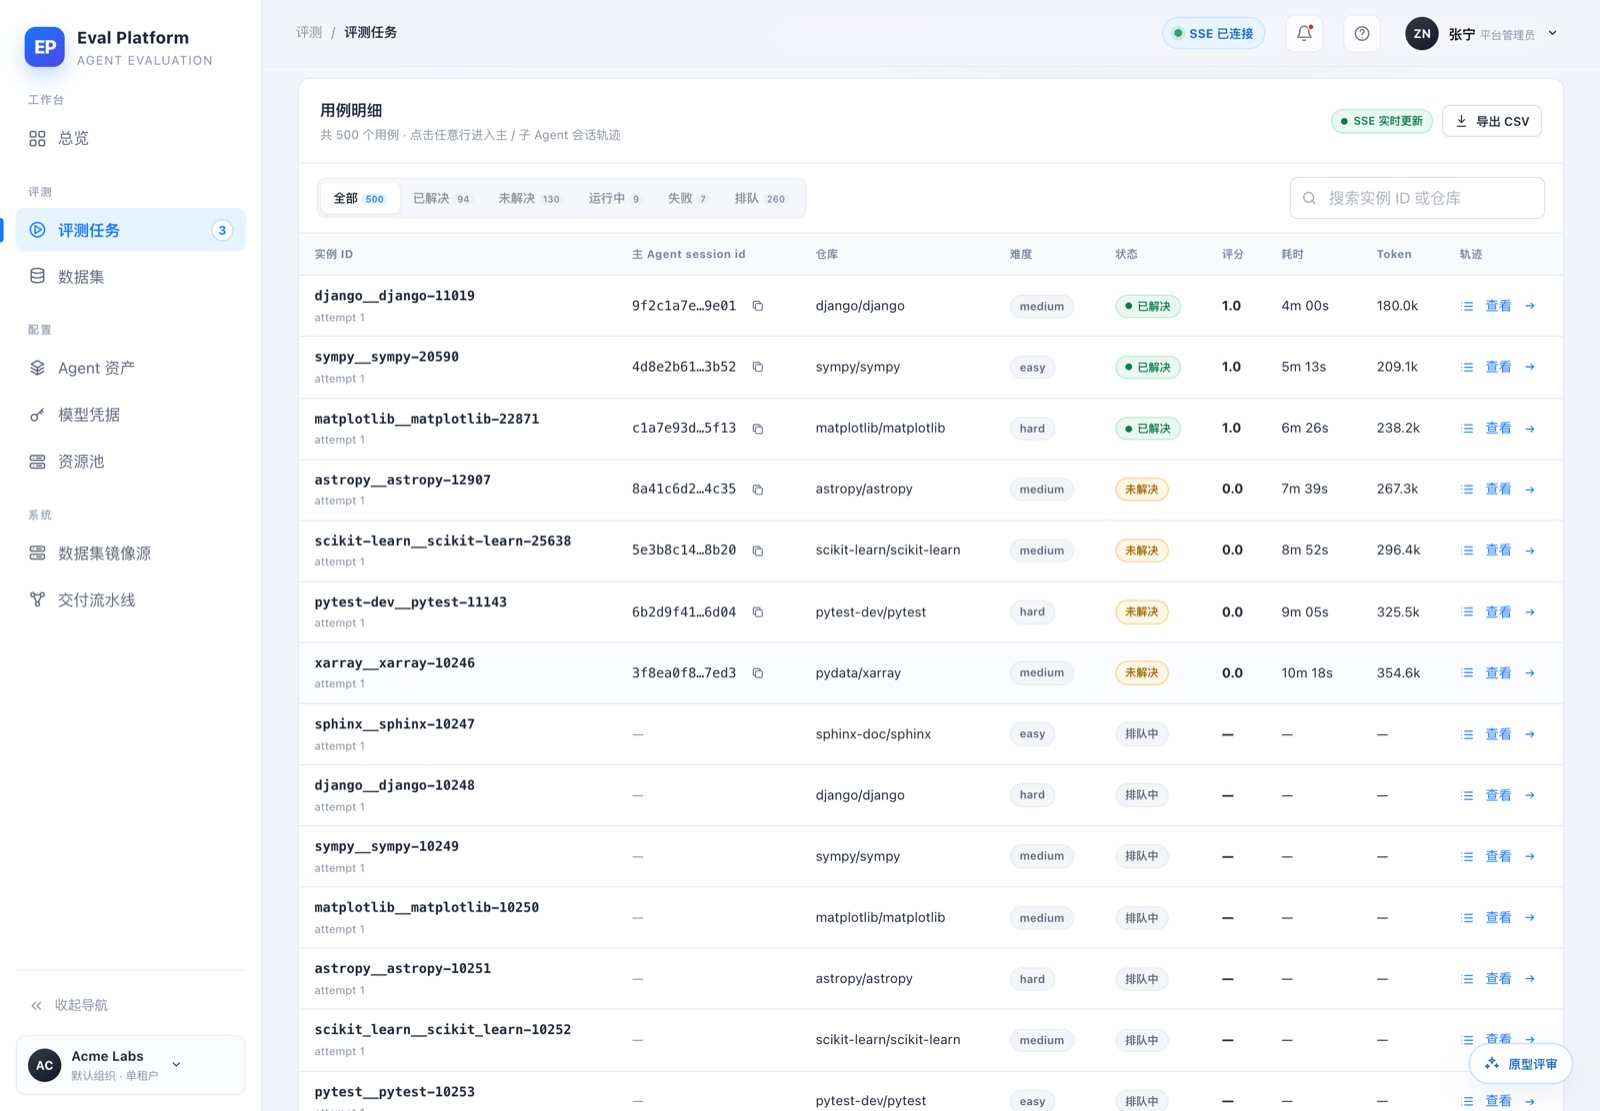 EP
Eval Platform
AGENT EVALUATION
工作台
总览
评测
评测任务 3
数据集
配置
Agent 资产
模型凭据
资源池
系统
数据集镜像源
交付流水线
收起导航
AC
Acme Labs
默认组织 · 单租户
评测 / 评测任务
SSE 已连接
ZN 张宁 平台管理员
用例明细
共 500 个用例 · 点击任意行进入主 / 子 Agent 会话轨迹
SSE 实时更新
导出 CSV
全部 500 已解决 94 未解决 130 运行中 9 失败 7 排队 260
搜索实例 ID 或仓库
实例 ID 主 Agent session id 仓库 难度 状态 评分 耗时 Token 轨迹
django__django-11019 9f2c1a7e…9e01 django/django medium 已解决 1.0 4m 00s 180.0k 查看
attempt 1
sympy__sympy-20590 4d8e2b61…3b52 sympy/sympy easy 已解决 1.0 5m 13s 209.1k 查看
attempt 1
matplotlib__matplotlib-22871 c1a7e93d…5f13 matplotlib/matplotlib hard 已解决 1.0 6m 26s 238.2k 查看
attempt 1
astropy__astropy-12907 8a41c6d2…4c35 astropy/astropy medium 未解决 0.0 7m 39s 267.3k 查看
attempt 1
scikit-learn__scikit-learn-25638 5e3b8c14…8b20 scikit-learn/scikit-learn medium 未解决 0.0 8m 52s 296.4k 查看
attempt 1
pytest-dev__pytest-11143 6b2d9f41…6d04 pytest-dev/pytest hard 未解决 0.0 9m 05s 325.5k 查看
attempt 1
xarray__xarray-10246 3f8ea0f8…7ed3 pydata/xarray medium 未解决 0.0 10m 18s 354.6k 查看
attempt 1
sphinx__sphinx-10247 — sphinx-doc/sphinx easy 排队中 — — — 查看
attempt 1
django__django-10248 — django/django hard 排队中 — — — 查看
attempt 1
sympy__sympy-10249 — sympy/sympy medium 排队中 — — — 查看
attempt 1
matplotlib__matplotlib-10250 — matplotlib/matplotlib medium 排队中 — — — 查看
attempt 1
astropy__astropy-10251 — astropy/astropy hard 排队中 — — — 查看
attempt 1
scikit_learn__scikit_learn-10252 — scikit-learn/scikit-learn medium 排队中 — — — 查看
attempt 1
原型评审
pytest__pytest-10253 — pytest-dev/pytest easy 排队中 — — — 查看